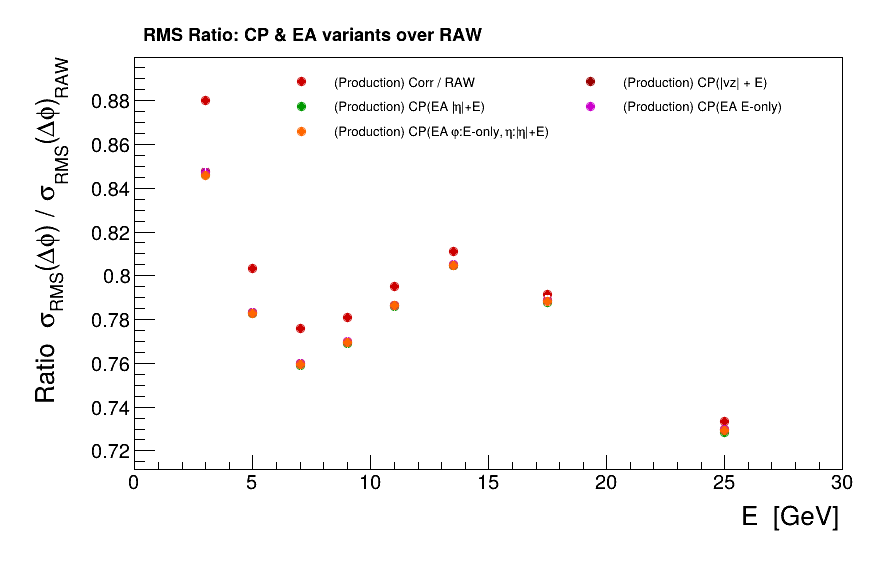 RMS Ratio: CP & EA variants over RAW
(Production) Corr / RAW
(Production) CP(|vz| + E)
(Production) CP(EA |η|+E)
(Production) CP(EA E-only)
(Production) CP(EA φ:E-only, η:|η|+E)
Ratio σRMS(Δϕ) / σRMS(Δϕ)RAW
0.88
0.86
0.84
0.82
0.8
0.78
0.76
0.74
0.72
0 5 10 15 20 25 30
E [GeV]